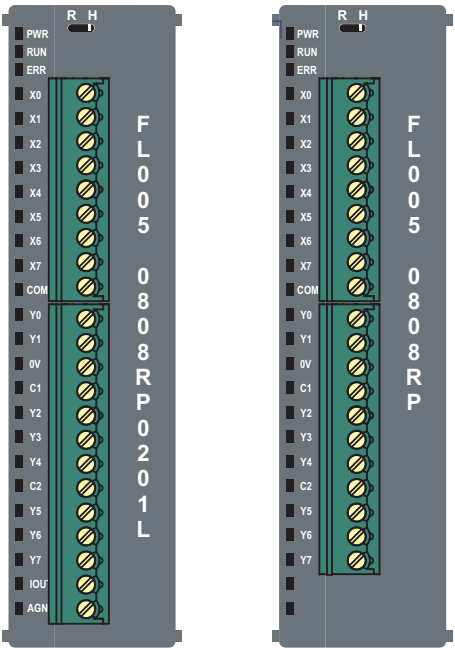 R H
PWR
RUN
ERR
X0
X1
X2
X3
X4
X5
X6
X7
COM
Y0
Y1
0V
C1
Y2
Y3
Y4
C2
Y5
Y6
Y7
IOU
AGN
FL005 0808RP0201L
R H
PWR
RUN
ERR
X0
X1
X2
X3
X4
X5
X6
X7
COM
Y0
Y1
0V
C1
Y2
Y3
Y4
C2
Y5
Y6
Y7
FL005 0808RP